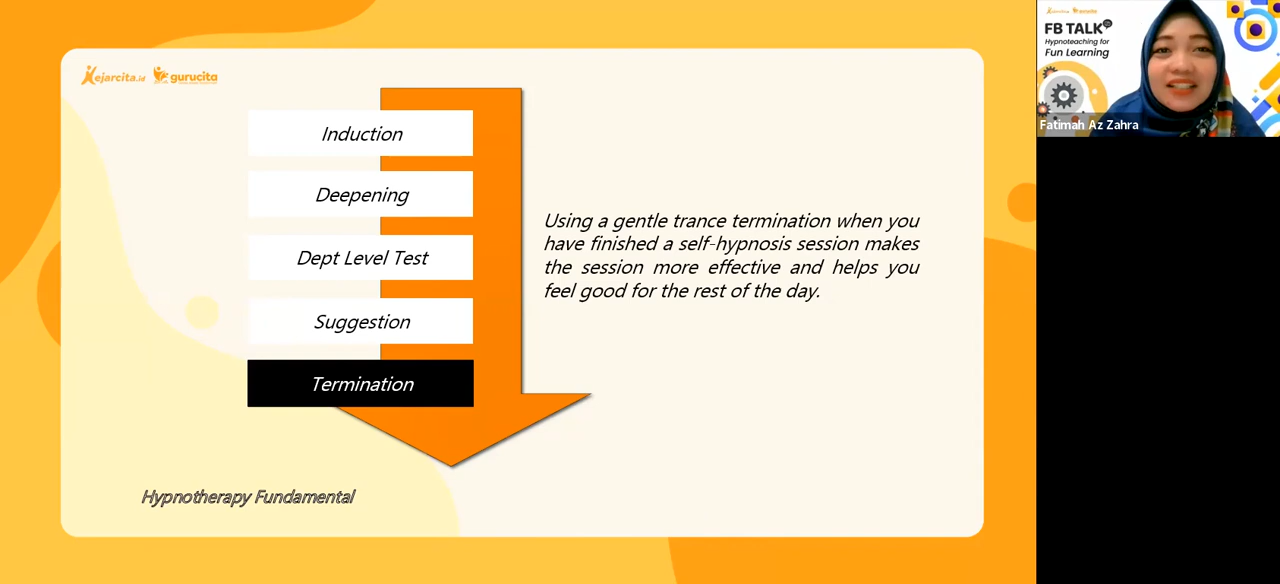 ejarcita.id gurucita
Induction
Deepening
Dept Level Test
Suggestion
Termination
Using a gentle trance termination when you
have finished a self-hypnosis session makes
the session more effective and helps you
feel good for the rest of the day.
Hypnotherapy Fundamental
FB TALK
Hypnoteaching for
Fun Learning
Fatimah Az Zahra